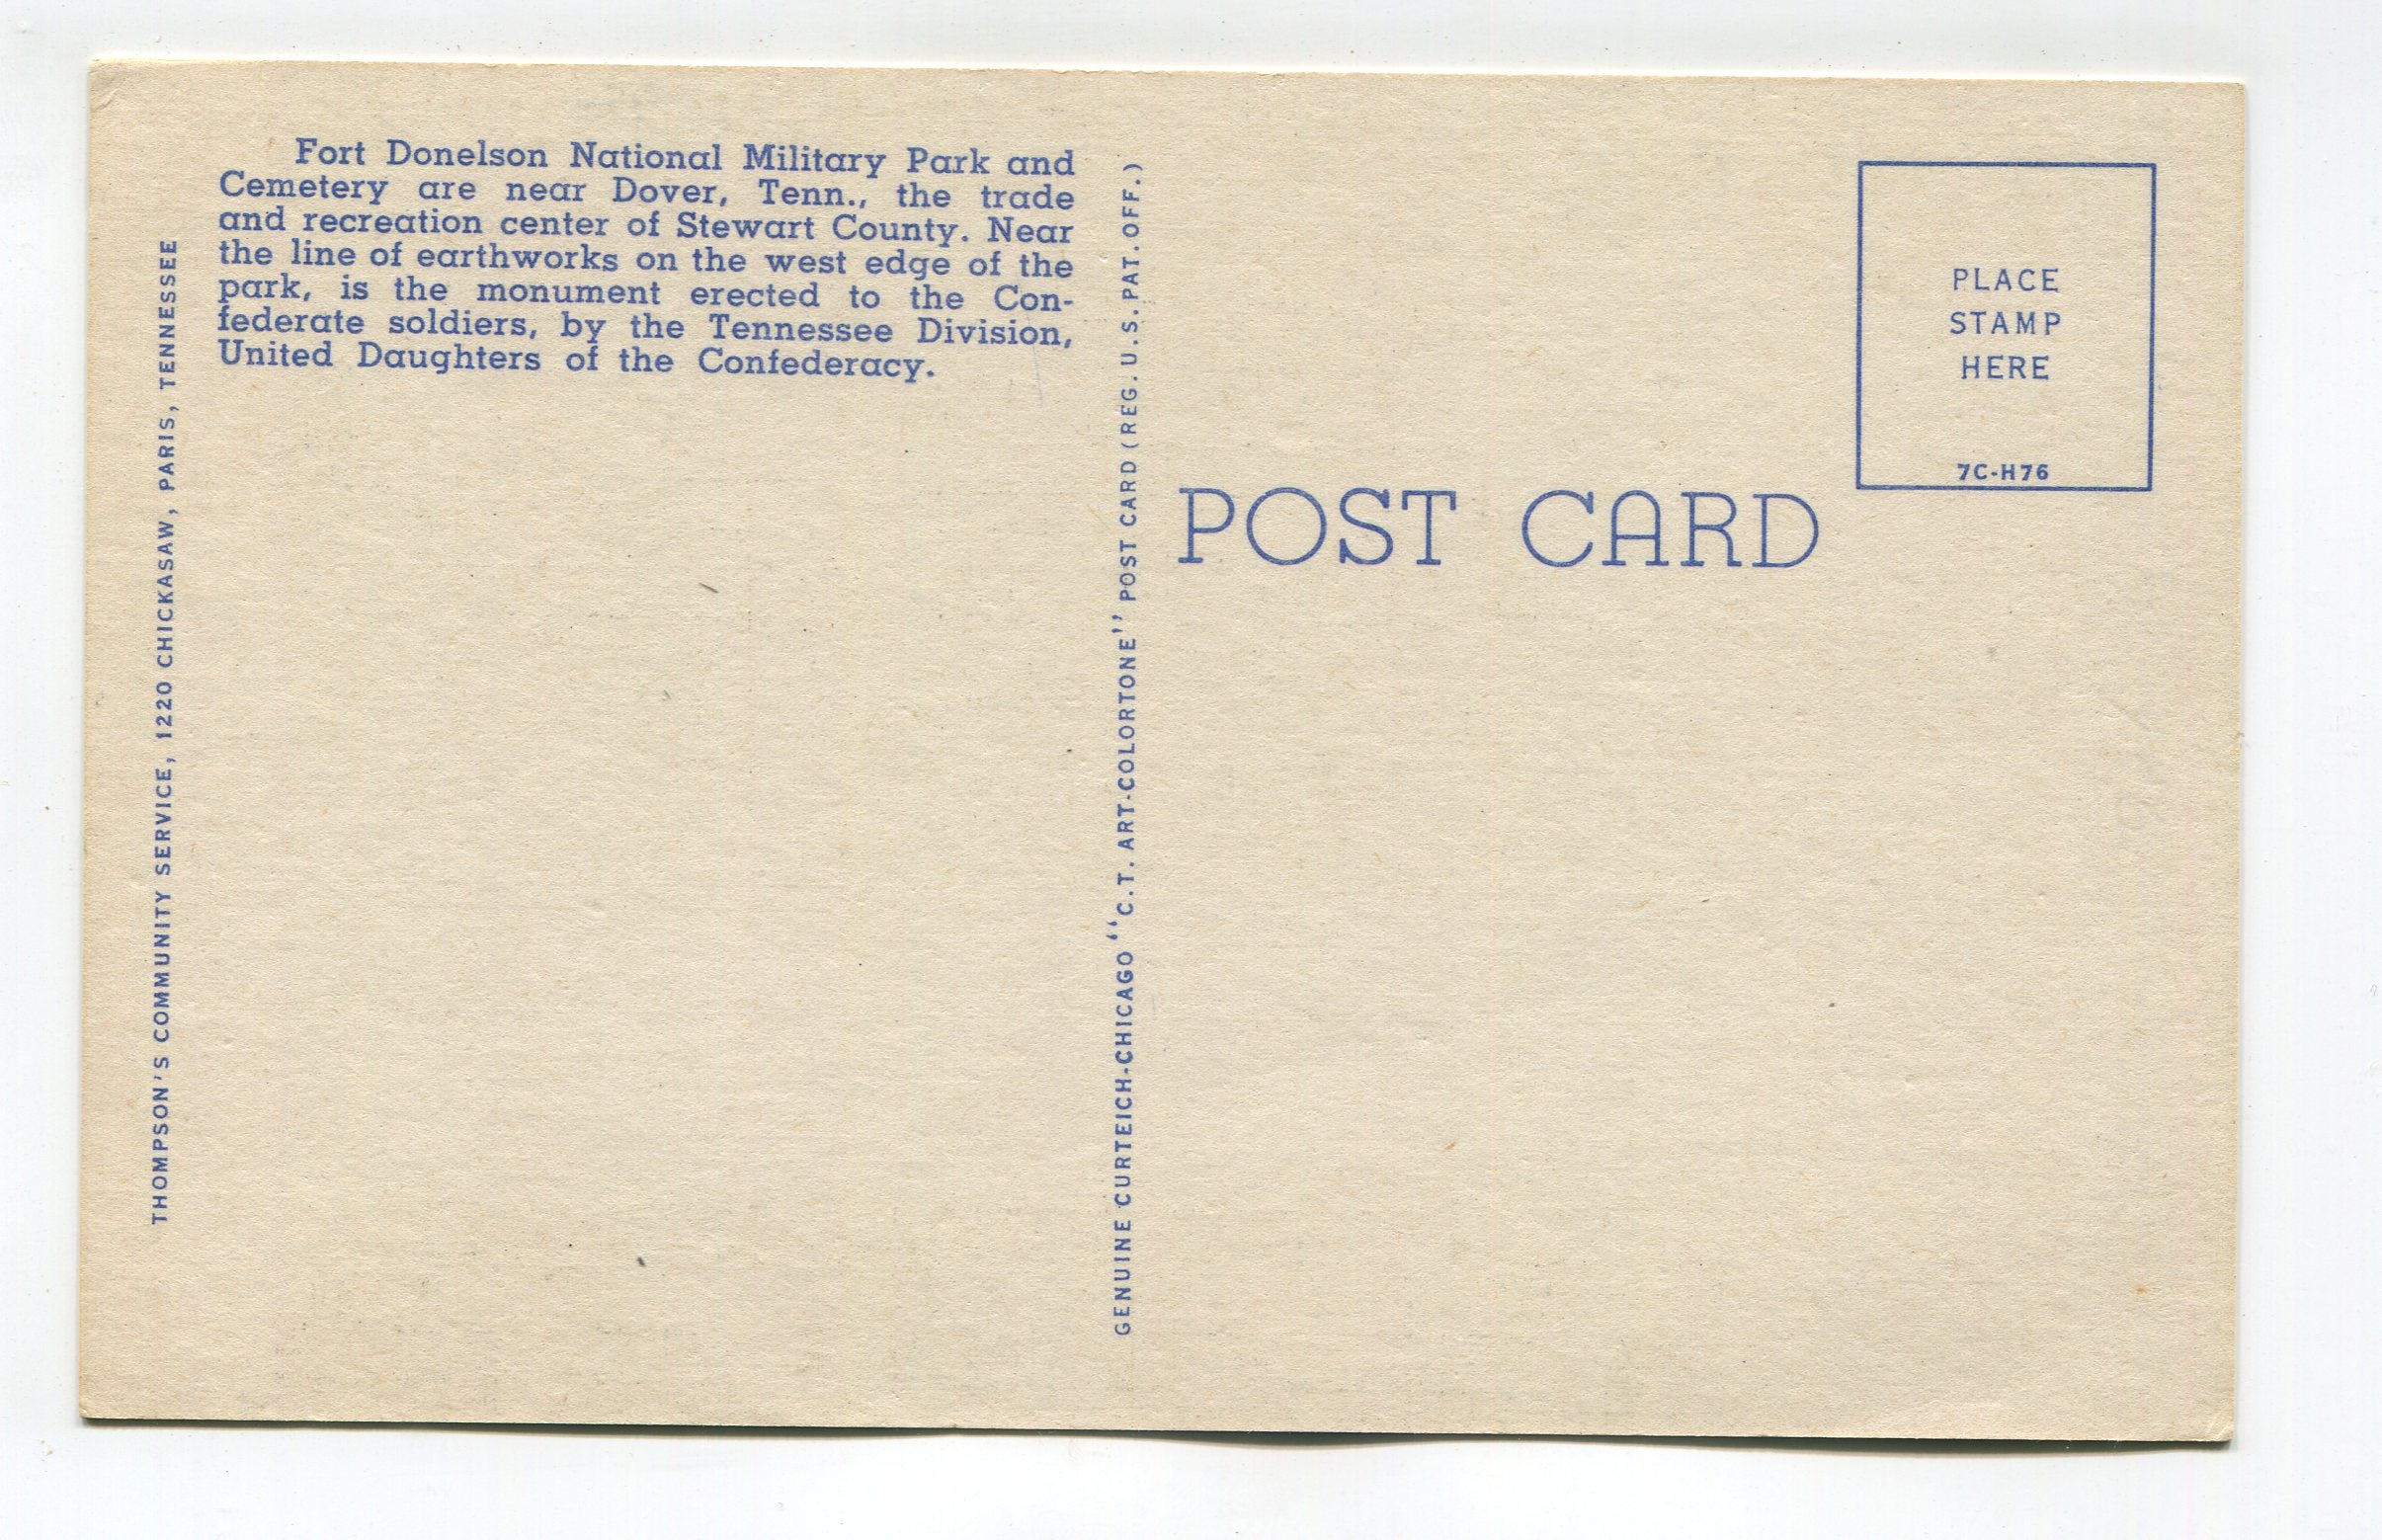 Fort Donelson National Military Park and
Cemetery are near Dover, Tenn., the trade
and recreation center of Stewart County. Near
the line of earthworks on the west edge of the
park, is the monument erected to the Con-
federate soldiers, by the Tennessee Division,
United Daughters of the Confederacy.
THOMPSON'S COMMUNITY SERVICE, 1220 CHICKASAW, PARIS, TENNESSEE
GENUINE CURTEICH-CHICAGO "C.T. ART-COLORTONE" POST CARD (REG. U.S. PAT. OFF.)
POST CARD
PLACE
STAMP
HERE
7C-H76